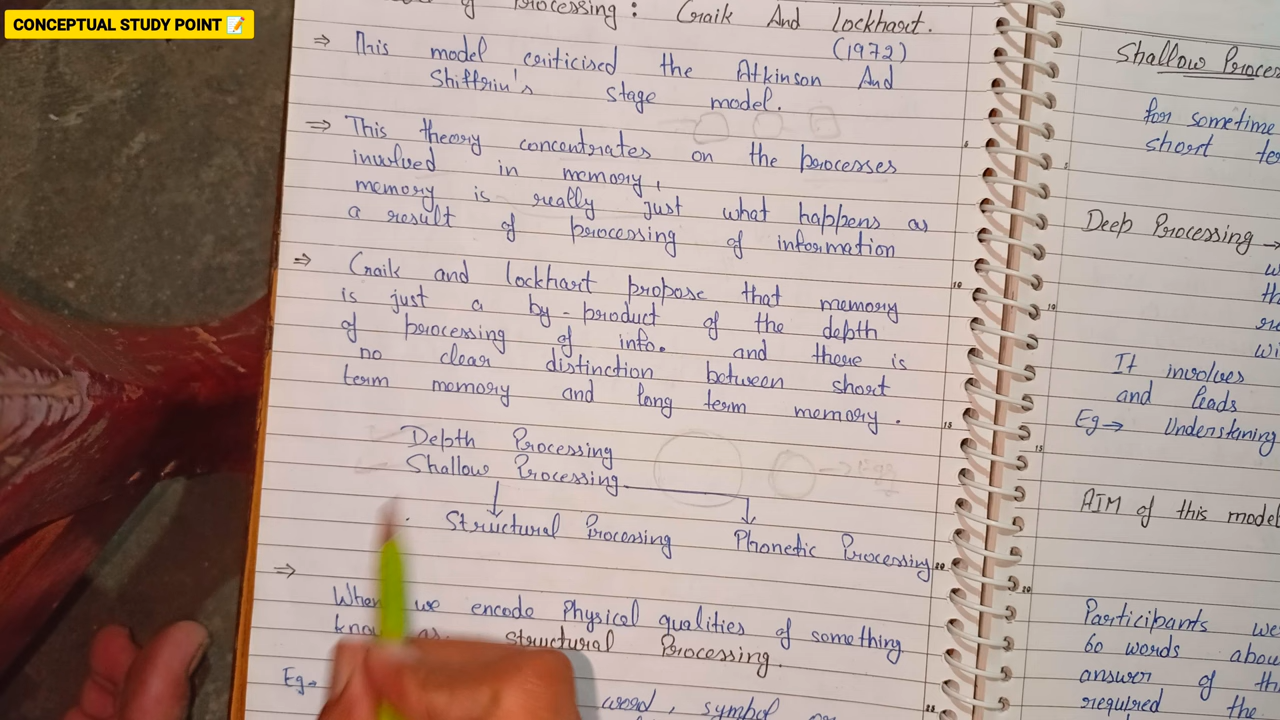 CONCEPTUAL STUDY POINT 📝
of Processing : Craik And Lockhart.
(1972)
⇒ This model criticised the Atkinson And
Shiffrin's stage model.
⇒ This theory concentrates on the processes
involved in memory,
memory is really just what happens as
a result of processing of information
⇒ Craik and lockhart propose that memory
is just a by-product of the depth
of processing of info. and there is
no clear distinction between short
term memory and long term memory.
Depth Processing
Shallow Processing
Structural Processing Phonetic Processing
⇒
When we encode Physical qualities of something
as structural Processing.
Eg→ word, symbol
Shallow
for sometime
short
Deep Processing →
It involves
and leads
Eg→ Understaning
AIM of this model
Participants
60 words
answer of
required the